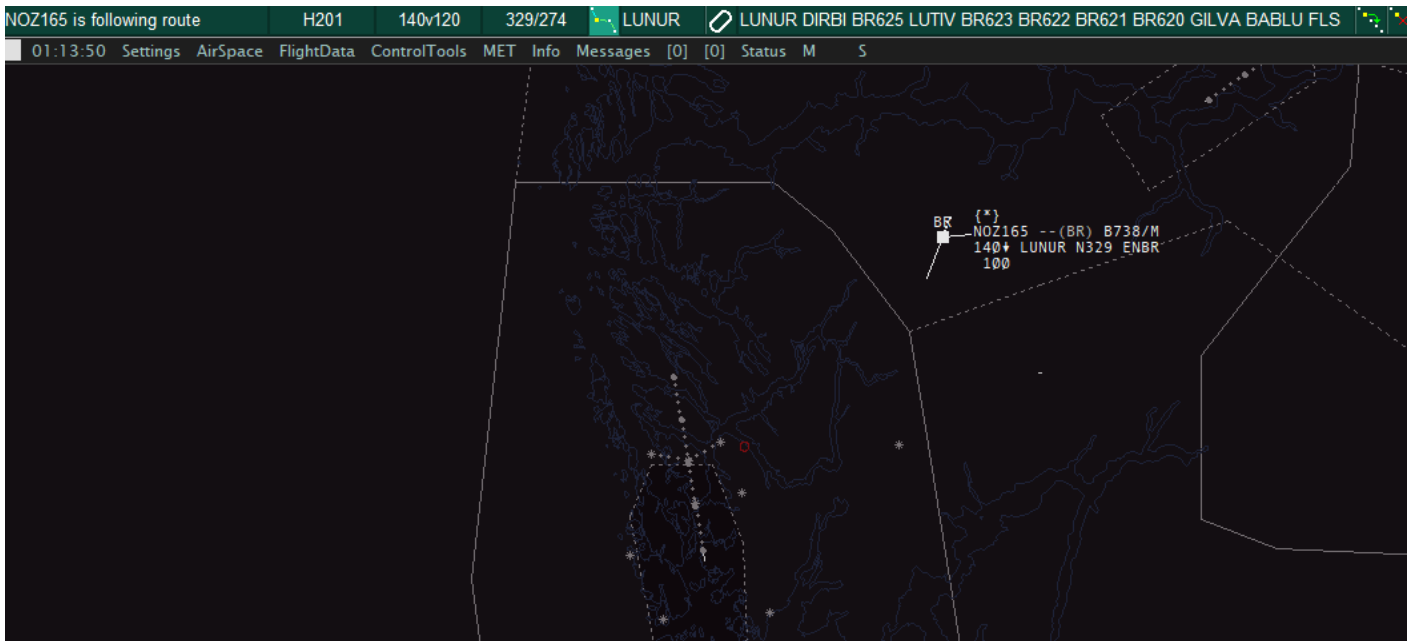 NOZ165 is following route H201 140v120 329/274 LUNUR LUNUR DIRBI BR625 LUTIV BR623 BR622 BR621 BR620 GILVA BABLU FLS
01:13:50 Settings AirSpace FlightData ControlTools MET Info Messages [0] [0] Status M S
BR {*}
NOZ165 --(BR) B738/M
140↓ LUNUR N329 ENBR
100